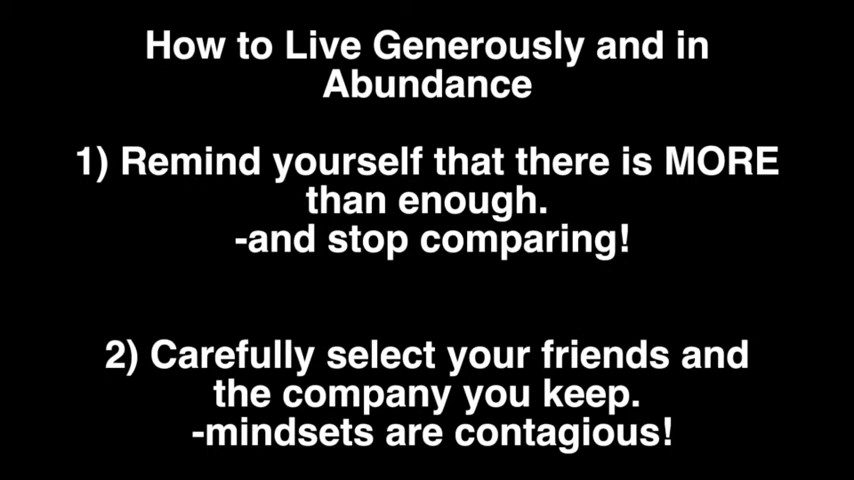 How to Live Generously and in
Abundance
1) Remind yourself that there is MORE
than enough.
-and stop comparing!
2) Carefully select your friends and
the company you keep.
-mindsets are contagious!